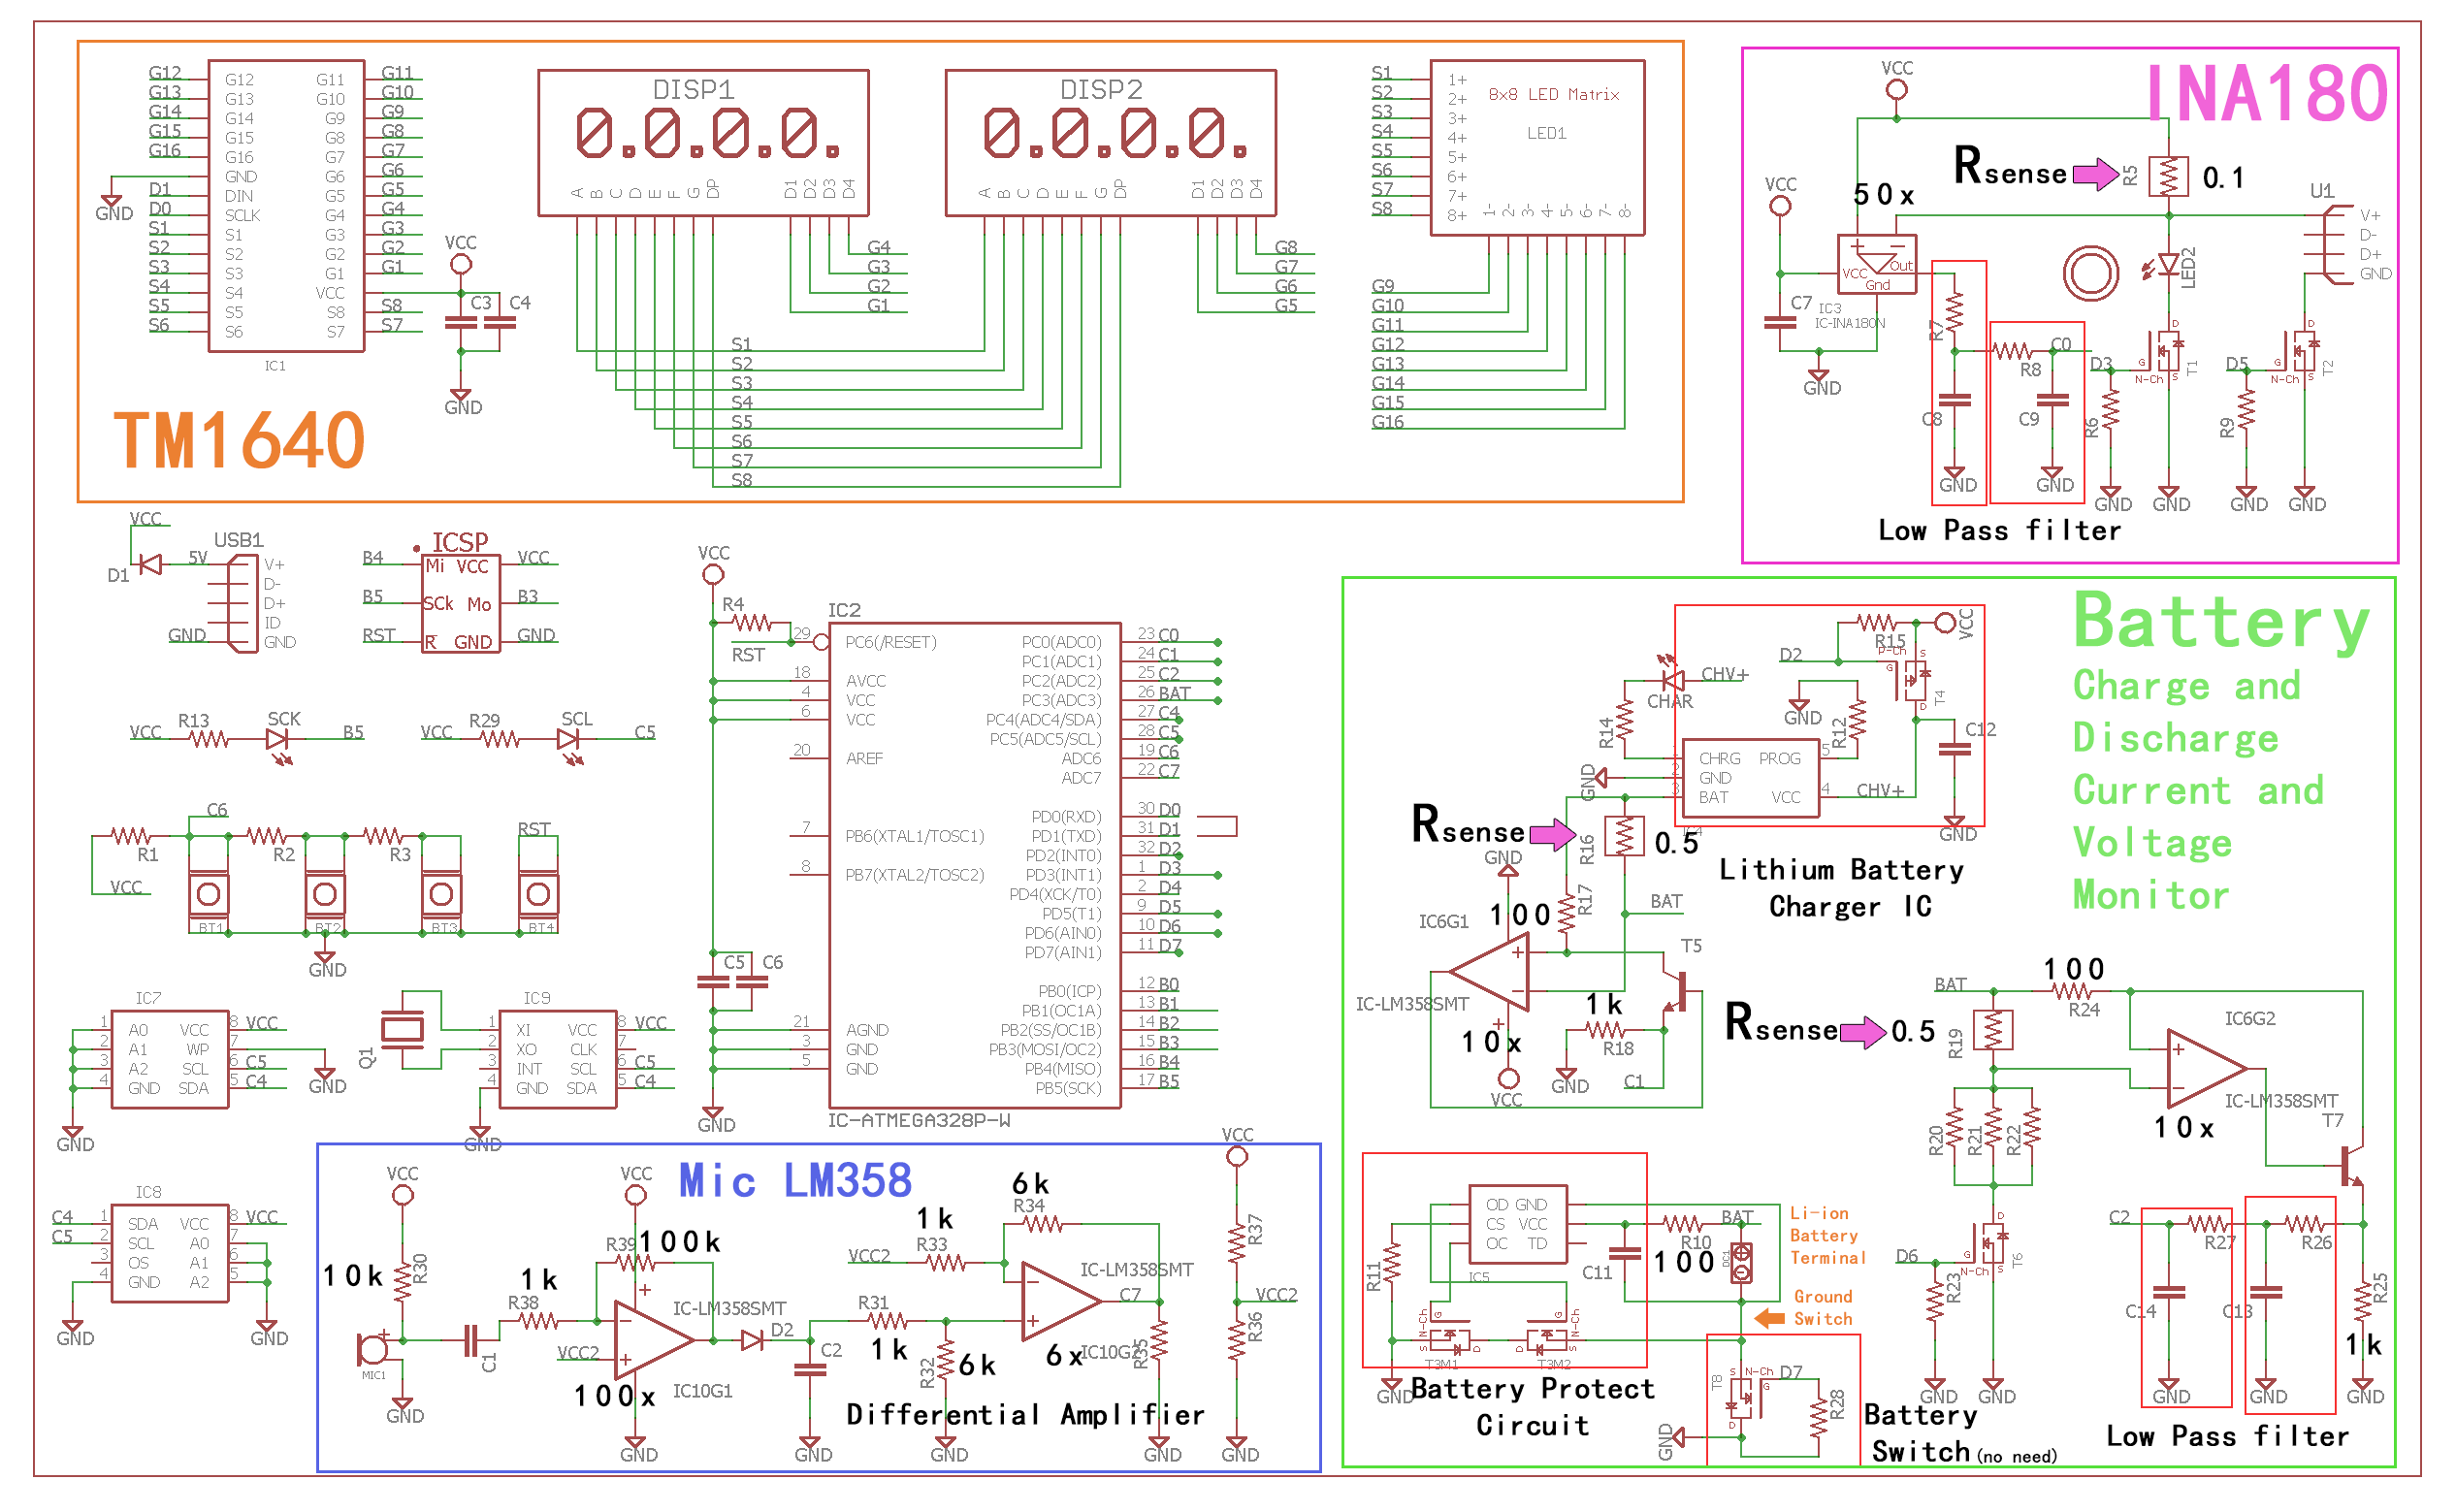 G12 G12 G11 G11
G13 G13 G10 G10
G14 G14 G9 G9
G15 G15 G8 G8
G16 G16 G7 G7
GND G6 G6
D1 DIN G5 G5
D0 SCLK G4 G4
S1 S1 G3 G3
S2 S2 G2 G2
S3 S3 G1 G1
S4 S4 VCC
S5 S5 S8 S8
S6 S6 S7 S7
GND
IC1
VCC
C3 C4
GND
TM1640
DISP1
0.0.0.0.
A B C D E F G DP D1 D2 D3 D4
G4
G3
G2
G1
DISP2
0.0.0.0.
A B C D E F G DP D1 D2 D3 D4
G8
G7
G6
G5
S1
S2
S3
S4
S5
S6
S7
S8
8x8 LED Matrix
LED1
S1 1+
S2 2+
S3 3+
S4 4+
S5 5+
S6 6+
S7 7+
S8 8+
1- 2- 3- 4- 5- 6- 7- 8-
G9
G10
G11
G12
G13
G14
G15
G16
INA180
VCC
Rsense R5 0.1
VCC
50x
U1
V+
D-
D+
GND
+ -
VCC Out
Gnd
IC3
IC-INA180N
C7
GND
LED2
R7
R8
C0
C8
C9
GND
GND
D3
G
D
S
N-Ch
T1
R6
GND
GND
D5
G
D
S
N-Ch
T2
R9
GND
GND
Low Pass filter
VCC
D1
5V
USB1
V+
D-
D+
ID
GND
GND
ICSP
B4 Mi VCC VCC
B5 SCk Mo B3
RST R GND GND
VCC R13 SCK B5
VCC R29 SCL C5
C6
R1 R2 R3
RST
VCC
BT1 BT2 BT3 BT4
GND
IC7
1 A0 VCC 8 VCC
2 A1 WP 7
3 A2 SCL 6 C5
4 GND SDA 5 C4
GND
GND
Q1
IC9
1 XI VCC 8 VCC
2 XO CLK 7
3 INT SCL 6 C5
4 GND SDA 5 C4
GND
IC8
C4 1 SDA VCC 8 VCC
C5 2 SCL A0 7
3 OS A1 6
4 GND A2 5
GND GND
VCC
R4
RST
IC2
29 PC6(/RESET) PC0(ADC0) 23 C0
PC1(ADC1) 24 C1
18 AVCC PC2(ADC2) 25 C2
4 VCC PC3(ADC3) 26 BAT
6 VCC PC4(ADC4/SDA) 27 C4
PC5(ADC5/SCL) 28 C5
20 AREF ADC6 19 C6
ADC7 22 C7
PD0(RXD) 30 D0
7 PB6(XTAL1/TOSC1) PD1(TXD) 31 D1
PD2(INT0) 32 D2
8 PB7(XTAL2/TOSC2) PD3(INT1) 1 D3
PD4(XCK/T0) 2 D4
PD5(T1) 9 D5
PD6(AIN0) 10 D6
PD7(AIN1) 11 D7
PB0(ICP) 12 B0
PB1(OC1A) 13 B1
21 AGND PB2(SS/OC1B) 14 B2
3 GND PB3(MOSI/OC2) 15 B3
5 GND PB4(MISO) 16 B4
PB5(SCK) 17 B5
C5 C6
GND
IC-ATMEGA328P-W
Mic LM358
VCC
10k R30
MIC1
GND
C1
1k
R38
VCC2
VCC
R39 100k
IC-LM358SMT
IC10G1
100x
GND
D2
C2
GND
VCC2
1k
R33
6k
R34
R31
1k
R32 6k
GND
IC-LM358SMT
C7
IC10G2
6x
R35
GND
VCC
R37
VCC2
R36
GND
Differential Amplifier
Battery
Charge and
Discharge
Current and
Voltage
Monitor
D2
R15
VCC
P-Ch
G
S
D
T4
CHV+
CHAR
R14
GND
R12
C12
GND
1 CHRG PROG 5
2 GND
3 BAT VCC 4 CHV+
GND
Lithium Battery
Charger IC
Rsense R16 0.5
GND
R17
100
BAT
IC6G1
T5
IC-LM358SMT
10x
1k
R18
VCC
GND
C1
BAT
100
R24
Rsense R19 0.5
IC6G2
IC-LM358SMT
10x
T7
R20 R21 R22
D6
G
D
S
N-Ch
T6
R23
GND
GND
C2
R27
R26
C14
C13
R25
1k
GND
GND
GND
Low Pass filter
OD GND
CS VCC
OC TD
IC5
R11
R10
100
BAT
C11
DC1
Li-ion
Battery
Terminal
Ground
Switch
N-Ch
G
S D
T3M1
N-Ch
G
D S
T3M2
GND
Battery Protect
Circuit
T8
S N-Ch
G
D
D7
R28
GND
Battery
Switch(no need)